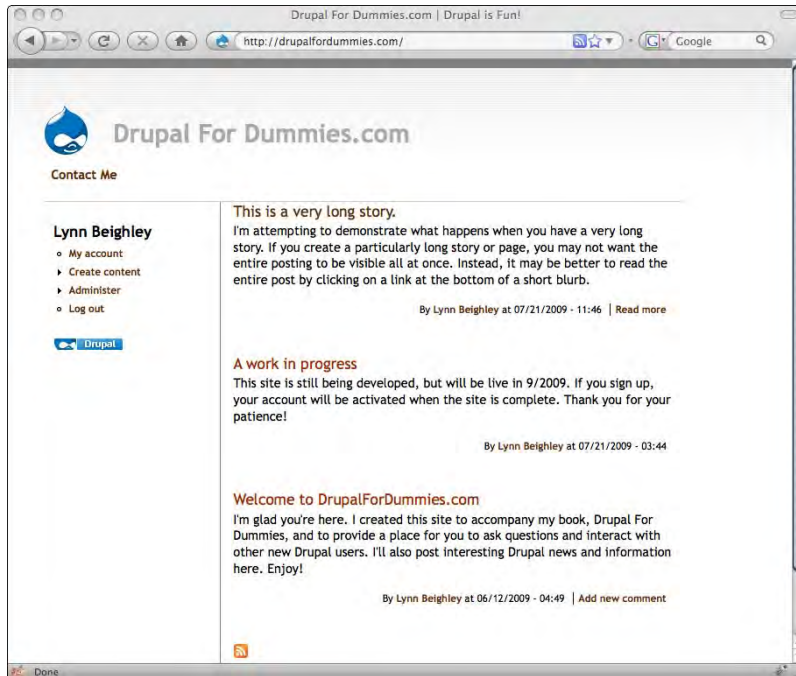 Drupal For Dummies.com | Drupal is Fun!
http://drupalfordummies.com/
G
Google
Drupal For Dummies.com
Contact Me
Lynn Beighley
My account
Create content
Administer
Log out
Drupal
This is a very long story.
I'm attempting to demonstrate what happens when you have a very long
story. If you create a particularly long story or page, you may not want the
entire posting to be visible all at once. Instead, it may be better to read the
entire post by clicking on a link at the bottom of a short blurb.
By Lynn Beighley at 07/21/2009 - 11:46 | Read more
A work in progress
This site is still being developed, but will be live in 9/2009. If you sign up,
your account will be activated when the site is complete. Thank you for your
patience!
By Lynn Beighley at 07/21/2009 - 03:44
Welcome to DrupalForDummies.com
I'm glad you're here. I created this site to accompany my book, Drupal For
Dummies, and to provide a place for you to ask questions and interact with
other new Drupal users. I'll also post interesting Drupal news and information
here. Enjoy!
By Lynn Beighley at 06/12/2009 - 04:49 | Add new comment
Done